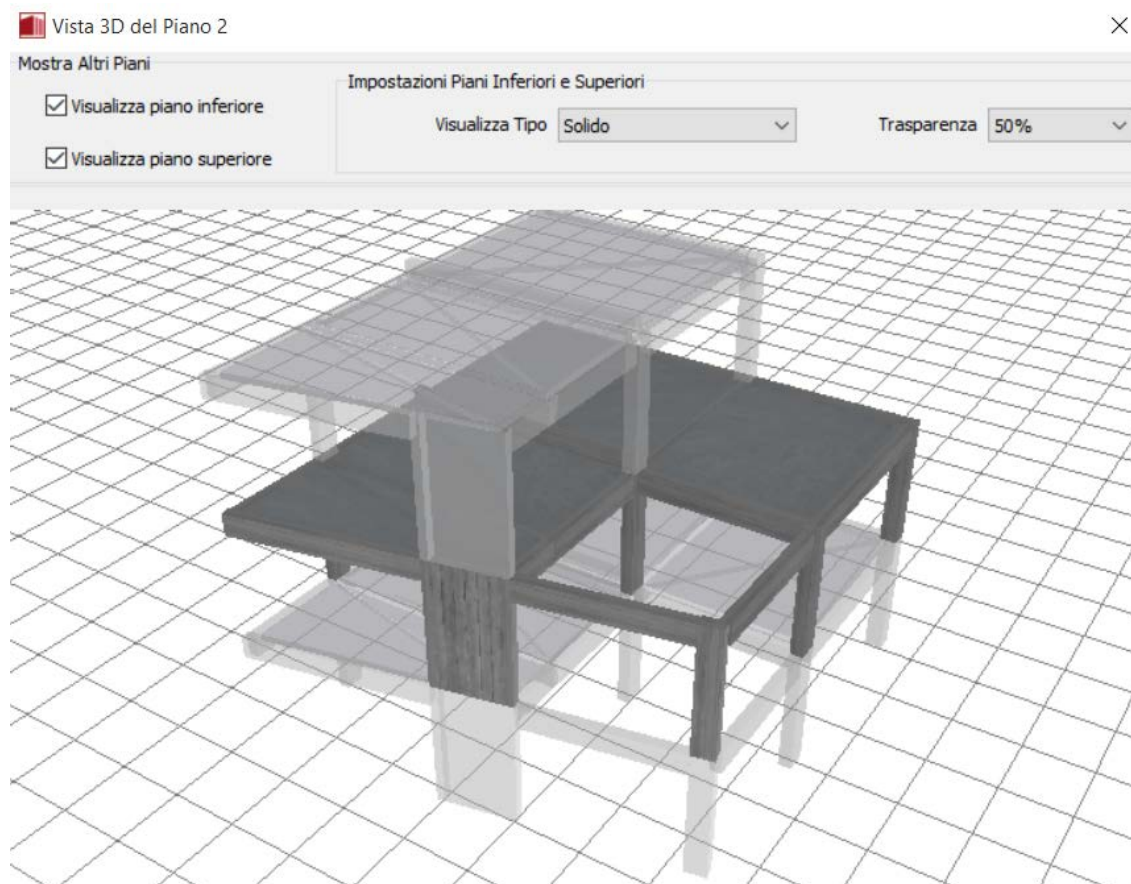 Vista 3D del Piano 2
Mostra Altri Piani
Visualizza piano inferiore
Visualizza piano superiore
Impostazioni Piani Inferiori e Superiori
Visualizza Tipo Solido
Trasparenza 50%